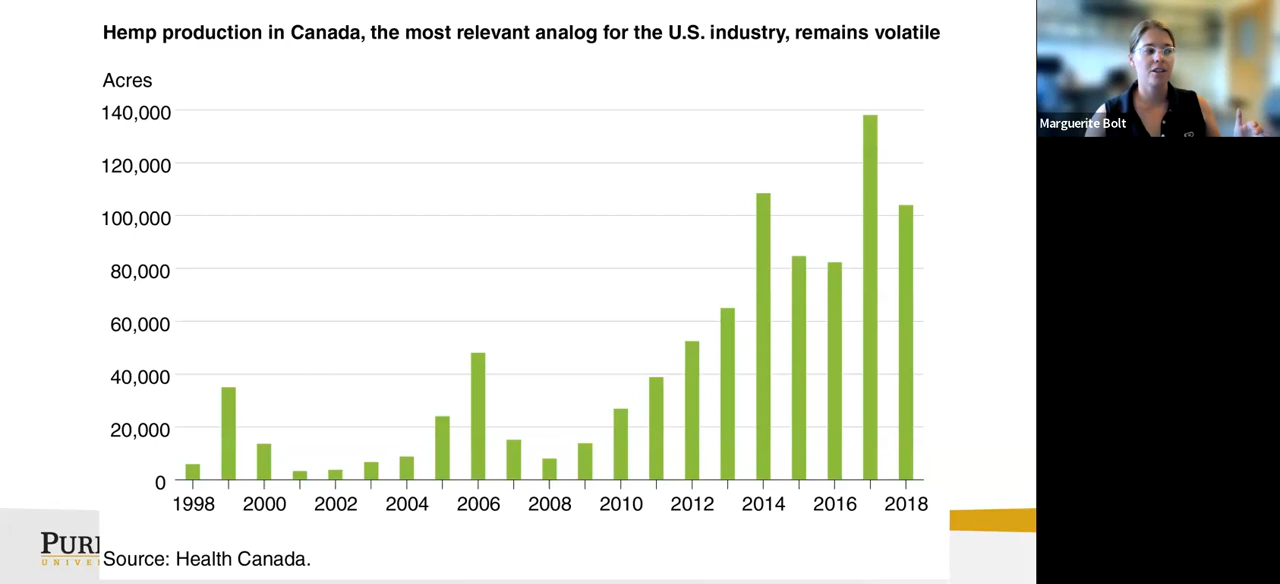 Hemp production in Canada, the most relevant analog for the U.S. industry, remains volatile
Acres
140,000
120,000
100,000
80,000
60,000
40,000
20,000
0
1998 2000 2002 2004 2006 2008 2010 2012 2014 2016 2018
Source: Health Canada.
Marguerite Bolt